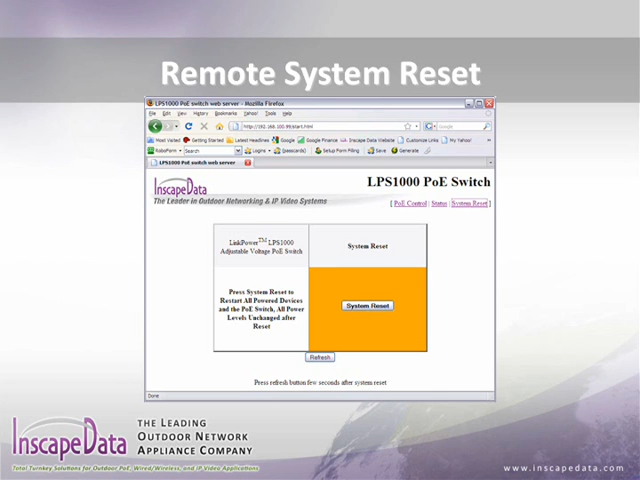 Remote System Reset
LPS1000 PoE switch web server - Mozilla Firefox
File Edit View History Bookmarks Yahoo! Tools Help
http://192.168.100.99/start.html
Google
Most Visited Getting Started Latest Headlines Google Google Finance Inscape Data Website Customize Links My Yahoo!
RoboForm Search Logins (passcards) Setup Form Filling Save Generate
LPS1000 PoE switch web server
InscapeData
LPS1000 PoE Switch
The Leader in Outdoor Networking & IP Video Systems
[ PoE Control | Status | System Reset ]
LinkPower™ LPS1000
Adjustable Voltage PoE Switch
System Reset
Press System Reset to
Restart All Powered Devices
and the PoE Switch, All Power
Levels Unchanged after
Reset
System Reset
Refresh
Press refresh button few seconds after system reset
Done
InscapeData
THE LEADING
OUTDOOR NETWORK
APPLIANCE COMPANY
Total Turnkey Solutions for Outdoor PoE, Wired/Wireless, and IP Video Applications
www.inscapedata.com